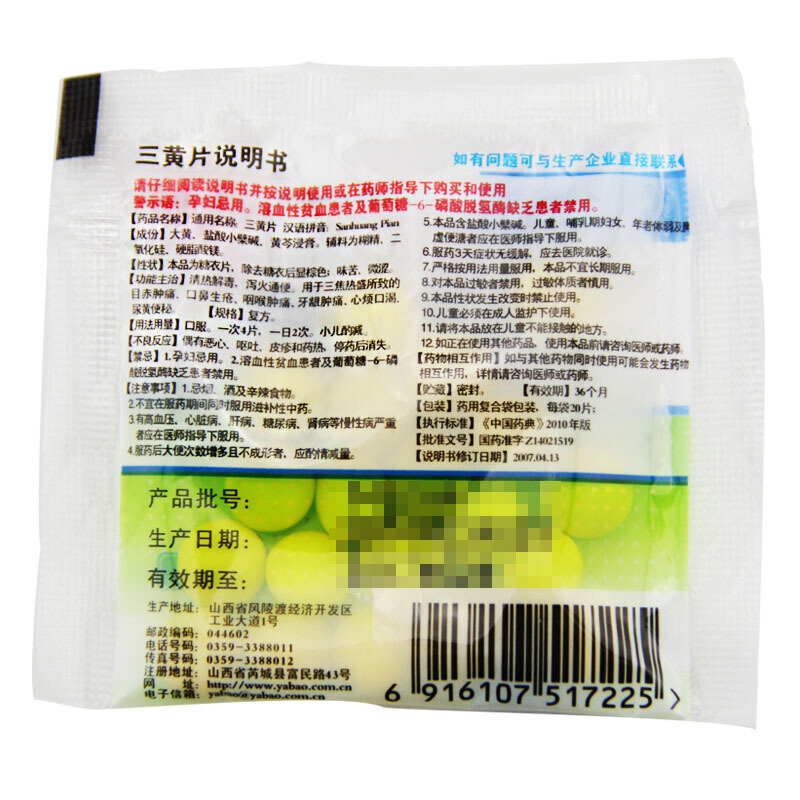 三黄片说明书
如有问题可与生产企业直接联系
请仔细阅读说明书并按说明使用或在药师指导下购买和使用
警示语：孕妇忌用。溶血性贫血患者及葡萄糖-6-磷酸脱氢酶缺乏患者禁用。
【药品名称】通用名称：三黄片 汉语拼音：Sanhuang Pian
【成份】大黄、盐酸小檗碱、黄芩浸膏。辅料为糊精、二
氧化硅、硬脂酸镁。
【性状】本品为糖衣片，除去糖衣后显棕色；味苦、微涩。
【功能主治】清热解毒，泻火通便。用于三焦热盛所致的
目赤肿痛、口鼻生疮、咽喉肿痛、牙龈肿痛、心烦口渴、
尿黄便秘。 【规格】复方。
【用法用量】口服。一次4片，一日2次。小儿酌减。
【不良反应】偶有恶心、呕吐、皮疹和药热，停药后消失。
【禁忌】1.孕妇忌用。2.溶血性贫血患者及葡萄糖-6-磷
酸脱氢酶缺乏患者禁用。
【注意事项】1.忌烟、酒及辛辣食物。
2.不宜在服药期间同时服用滋补性中药。
3.有高血压、心脏病、肝病、糖尿病、肾病等慢性病严重
者应在医师指导下服用。
4.服药后大便次数增多且不成形者，应酌情减量。
5.本品含盐酸小檗碱。儿童、哺乳期妇女、年老体弱及脾
虚便溏者应在医师指导下服用。
6.服药3天症状无缓解，应去医院就诊。
7.严格按用法用量服用，本品不宜长期服用。
8.对本品过敏者禁用，过敏体质者慎用。
9.本品性状发生改变时禁止使用。
10.儿童必须在成人监护下使用。
11.请将本品放在儿童不能接触的地方。
12.如正在使用其他药品，使用本品前请咨询医师或药师。
【药物相互作用】如与其他药物同时使用可能会发生药物
相互作用，详情请咨询医师或药师。
【贮藏】密封。 【有效期】36个月
【包装】药用复合袋包装，每袋20片；
【执行标准】《中国药典》2010年版
【批准文号】国药准字Z14021519
【说明书修订日期】2007.04.13
产品批号：
生产日期：
有效期至：
生产地址：山西省风陵渡经济开发区
工业大道1号
邮政编码：044602
电话号码：0359-3388011
传真号码：0359-3388012
注册地址：山西省芮城县富民路43号
网 址：http://www.yabao.com.cn
电子信箱：yabao@yabao.com.cn
6 916107 517225 >